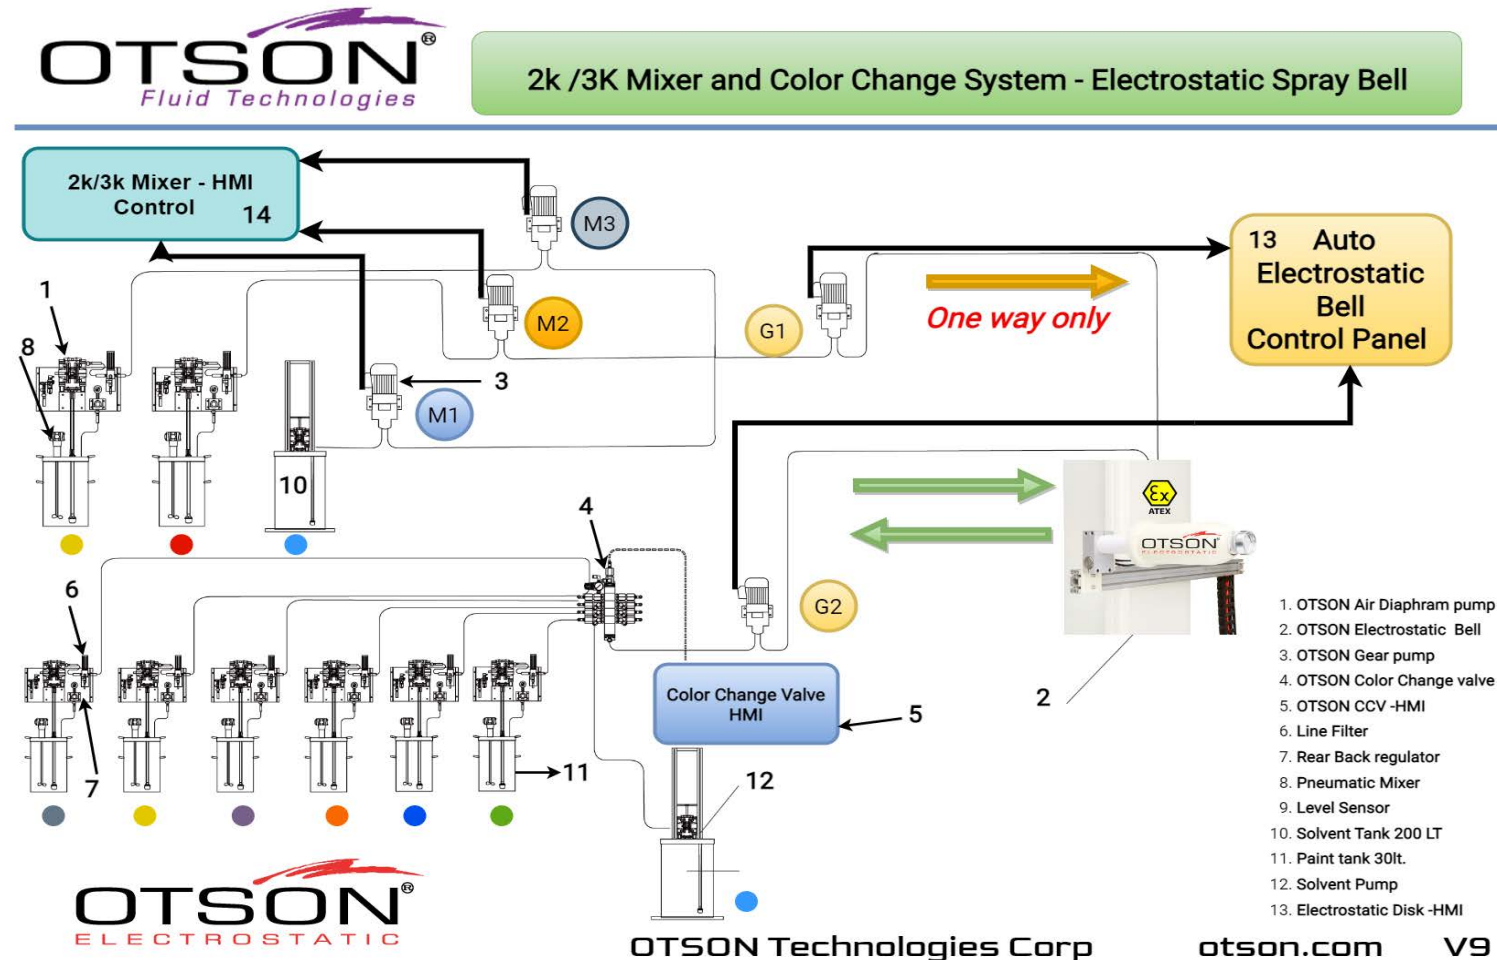 OTSON®
Fluid Technologies
2k /3K Mixer and Color Change System - Electrostatic Spray Bell
2k/3k Mixer - HMI
Control 14
M3
M2
M1
G1
One way only
13 Auto
Electrostatic
Bell
Control Panel
1
8
3
10
4
Ex
ATEX
OTSON®
ELECTROSTATIC
6
7
11
G2
Color Change Valve
HMI
5
12
2
1. OTSON Air Diaphram pump
2. OTSON Electrostatic Bell
3. OTSON Gear pump
4. OTSON Color Change valve
5. OTSON CCV -HMI
6. Line Filter
7. Rear Back regulator
8. Pneumatic Mixer
9. Level Sensor
10. Solvent Tank 200 LT
11. Paint tank 30lt.
12. Solvent Pump
13. Electrostatic Disk -HMI
OTSON®
ELECTROSTATIC
OTSON Technologies Corp otson.com V9